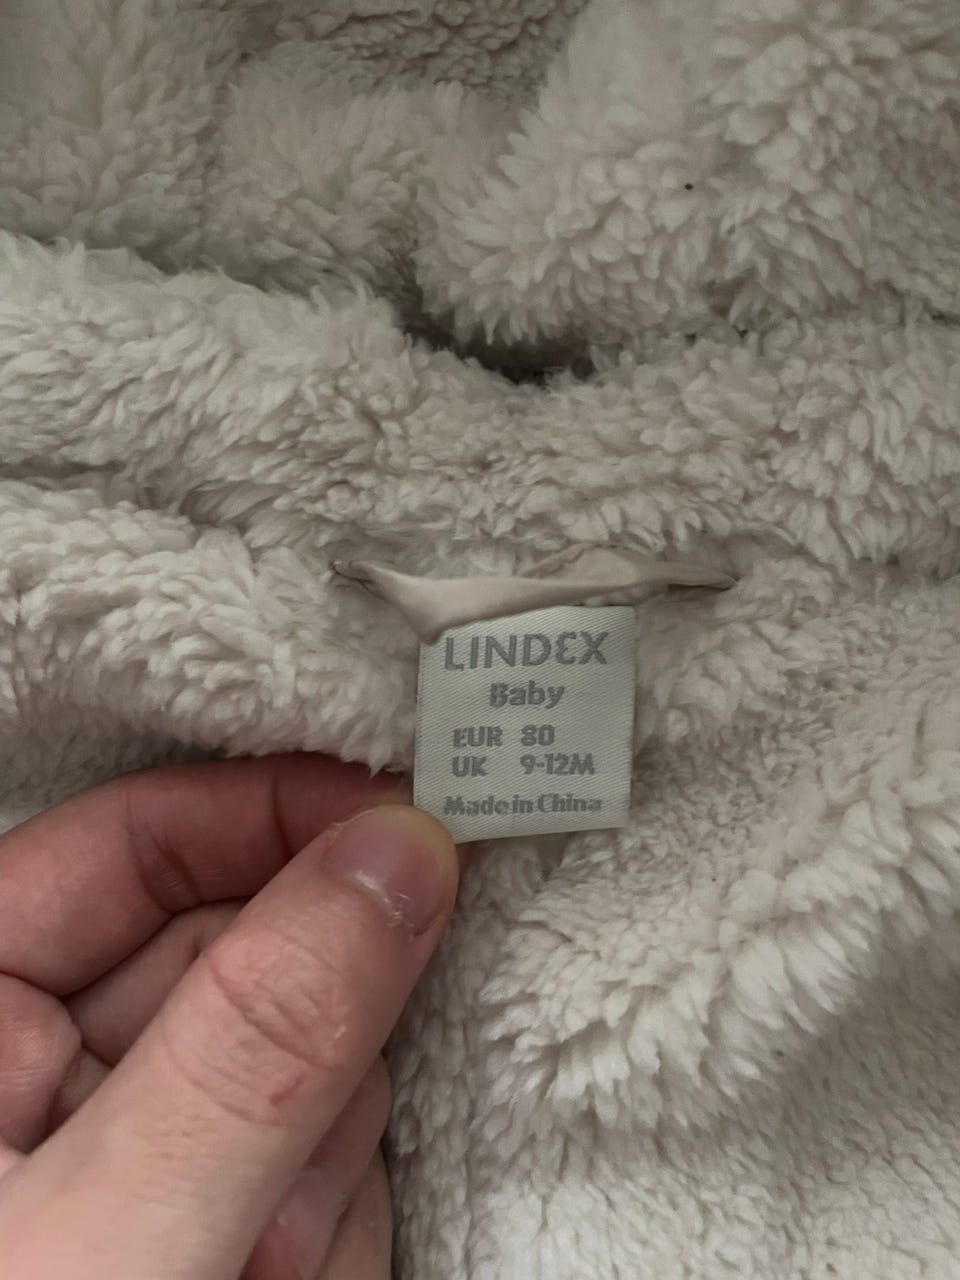 LINDEX
Baby
EUR 80
UK 9-12M
Made in China